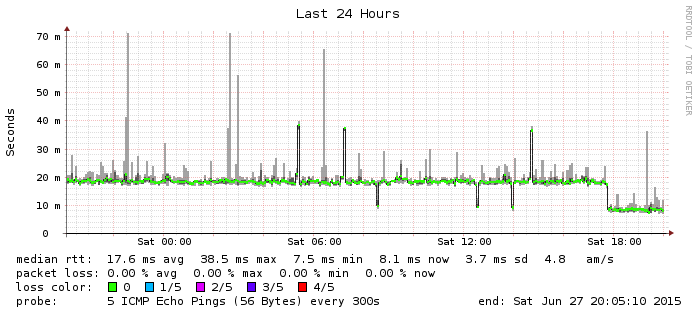 Last 24 Hours
RRDTOOL / TOBI OETIKER
Seconds
70 m
60 m
50 m
40 m
30 m
20 m
10 m
0
Sat 00:00 Sat 06:00 Sat 12:00 Sat 18:00
median rtt: 17.6 ms avg 38.5 ms max 7.5 ms min 8.1 ms now 3.7 ms sd 4.8 am/s
packet loss: 0.00 % avg 0.00 % max 0.00 % min 0.00 % now
loss color: 0 1/5 2/5 3/5 4/5
probe: 5 ICMP Echo Pings (56 Bytes) every 300s end: Sat Jun 27 20:05:10 2015